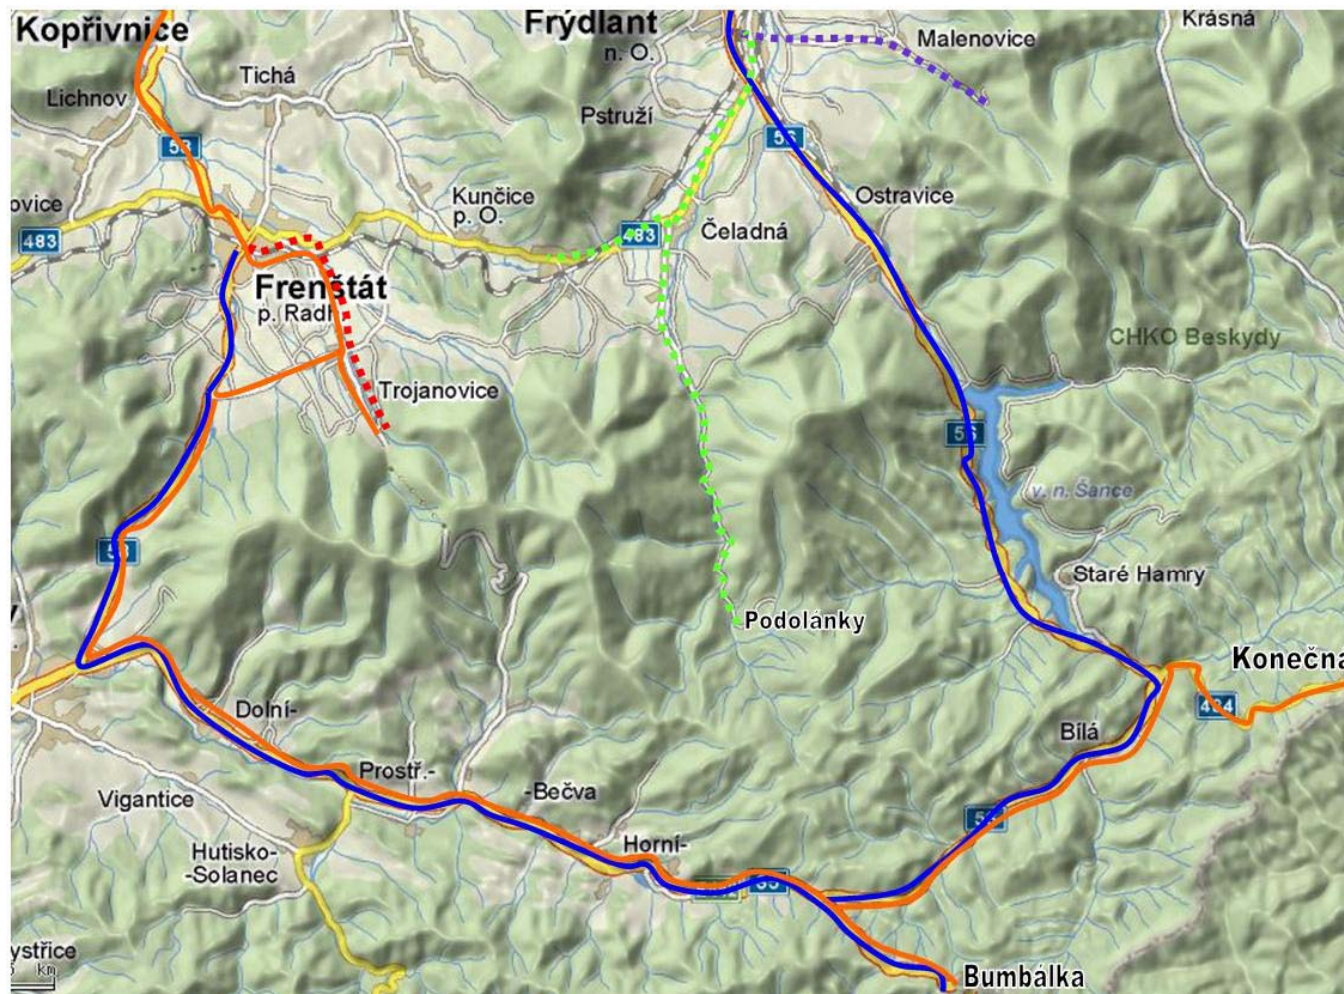 Kopřivnice
Frýdlant
n. O.
Krásná
Malenovice
Tichá
Lichnov
Pstruží
58
56
Ostravice
ovice
Kunčice
p. O.
483
483
Čeladná
Frenštát
p. Radh
CHKO Beskydy
Trojanovice
56
v. n. Šance
58
Staré Hamry
Podolánky
Konečná
484
Dolní-
Bílá
Prostř.-
-Bečva
Vigantice
Horní-
Hutisko-
-Solanec
35
ystřice
km
Bumbálka